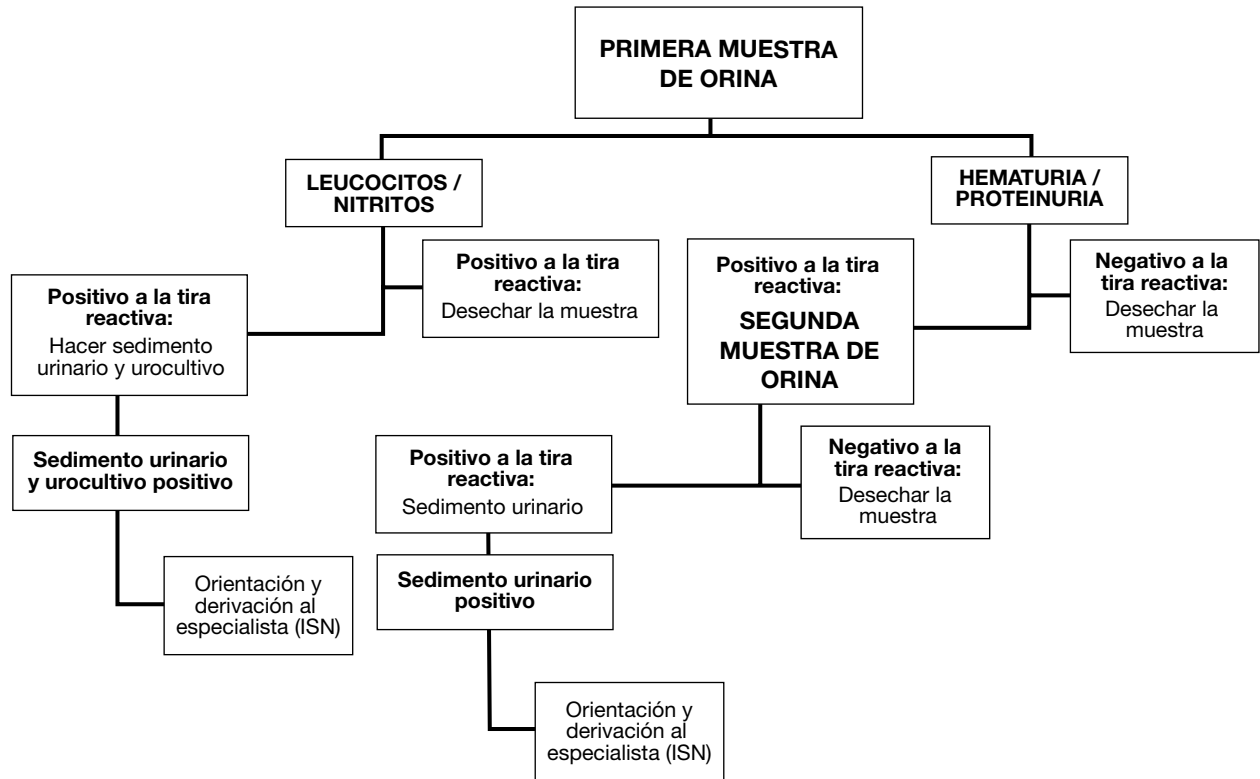 PRIMERA MUESTRA
DE ORINA
LEUCOCITOS /
NITRITOS
HEMATURIA /
PROTEINURIA
Positivo a la tira
reactiva:
Hacer sedimento
urinario y urocultivo
Positivo a la tira
reactiva:
Desechar la muestra
Positivo a la tira
reactiva:
SEGUNDA
MUESTRA DE
ORINA
Negativo a la
tira reactiva:
Desechar la
muestra
Sedimento urinario
y urocultivo positivo
Positivo a la tira
reactiva:
Sedimento urinario
Negativo a la
tira reactiva:
Desechar la
muestra
Orientación y
derivación al
especialista (ISN)
Sedimento urinario
positivo
Orientación y
derivación al
especialista (ISN)